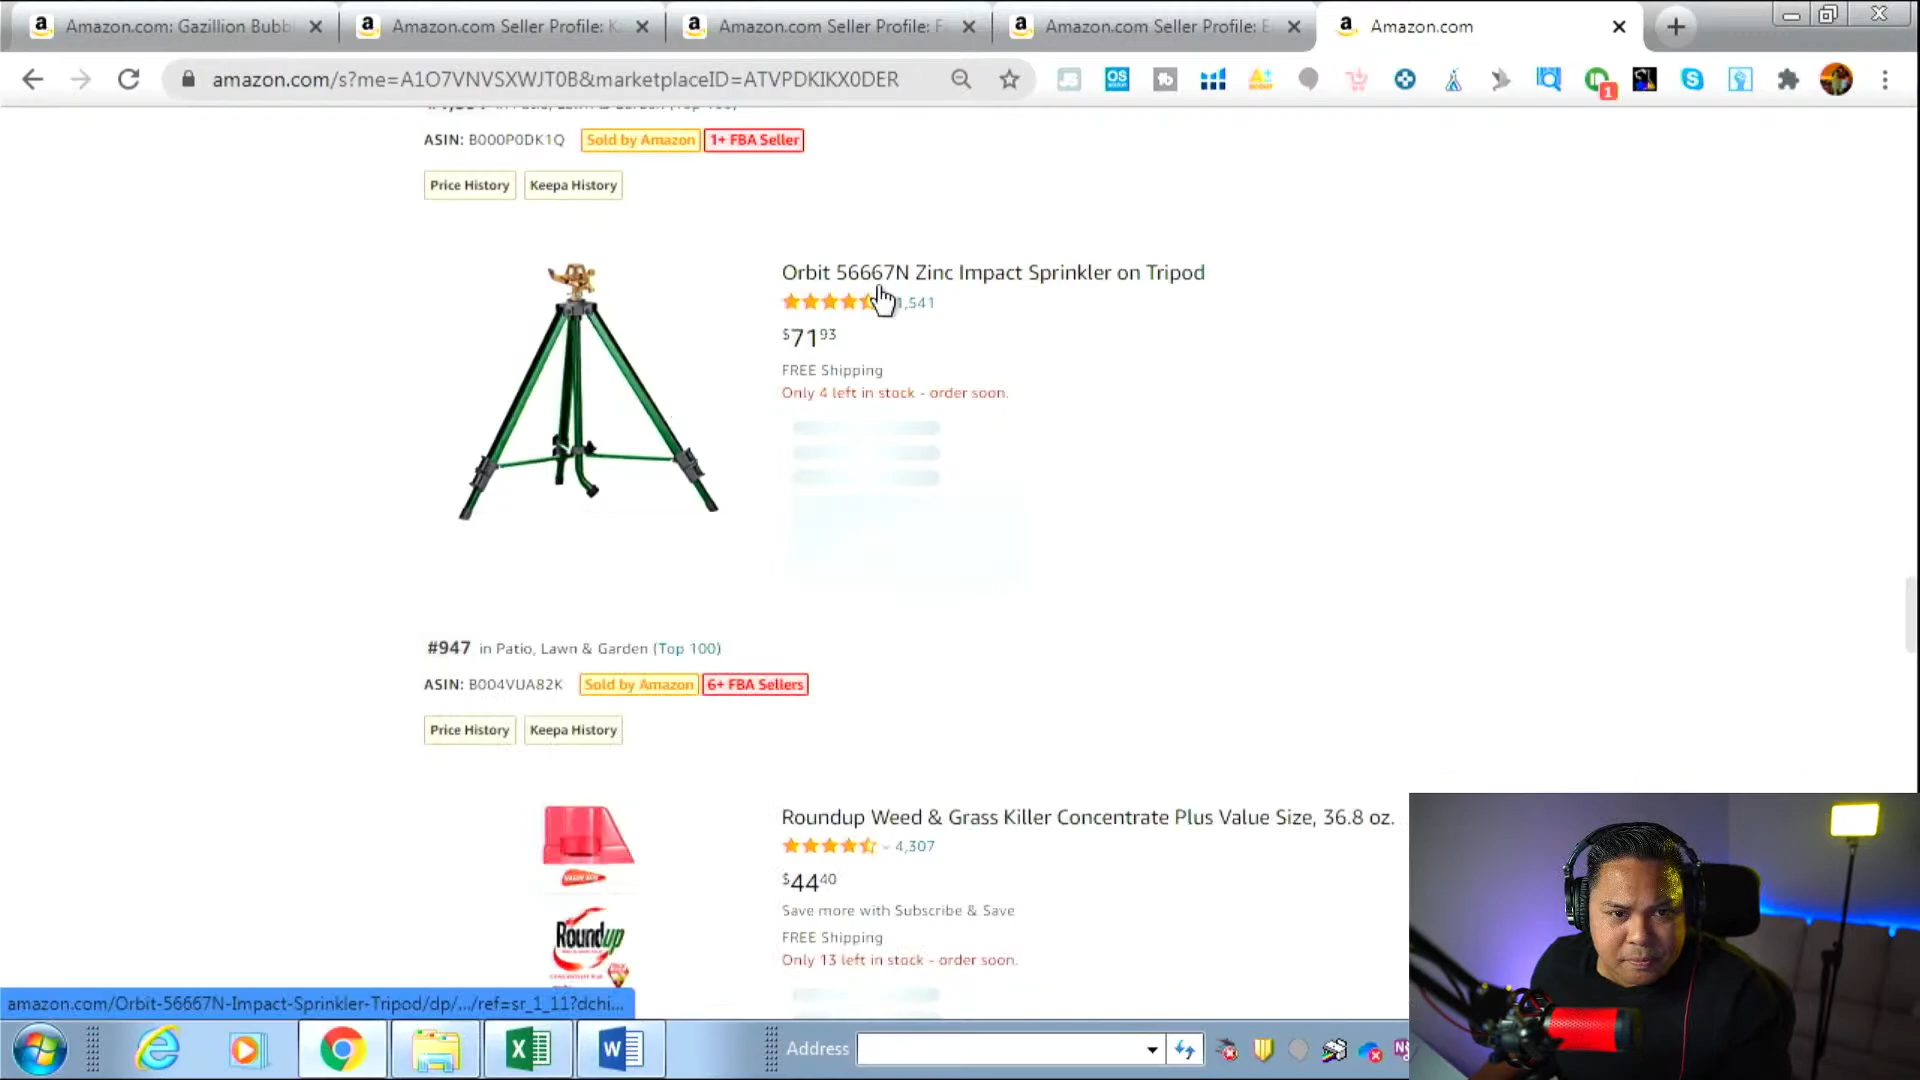 Amazon.com: Gazillion Bubbl
Amazon.com Seller Profile: K
Amazon.com Seller Profile: F
Amazon.com Seller Profile: E
Amazon.com
amazon.com/s?me=A1O7VNVSXWJT0B&marketplaceID=ATVPDKIKX0DER
ASIN: B000P0DK1Q Sold by Amazon 1+ FBA Seller
Price History Keepa History
Orbit 56667N Zinc Impact Sprinkler on Tripod
1,541
$71 93
FREE Shipping
Only 4 left in stock - order soon.
#947 in Patio, Lawn & Garden (Top 100)
ASIN: B004VUA82K Sold by Amazon 6+ FBA Sellers
Price History Keepa History
Roundup Weed & Grass Killer Concentrate Plus Value Size, 36.8 oz.
4,307
$44 40
Save more with Subscribe & Save
FREE Shipping
Only 13 left in stock - order soon.
Roundup
amazon.com/Orbit-56667N-Impact-Sprinkler-Tripod/dp/.../ref=sr_1_11?dchi...
Address